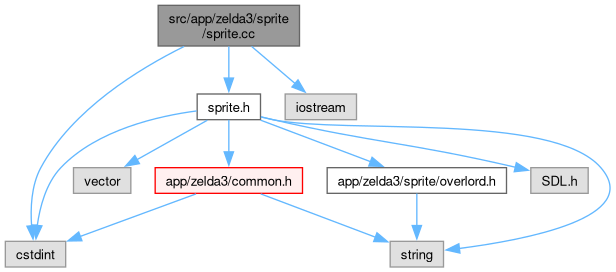 src/app/zelda3/sprite
/sprite.cc
sprite.h
iostream
vector
app/zelda3/common.h
app/zelda3/sprite/overlord.h
SDL.h
cstdint
string